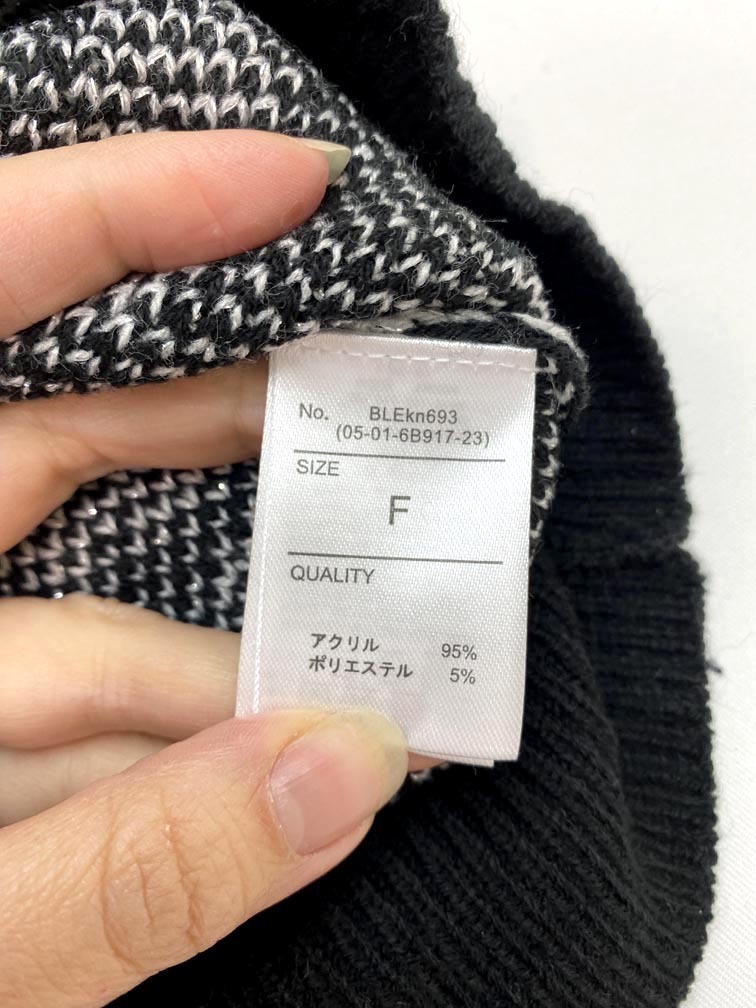 No. BLEkn693
(05-01-6B917-23)
SIZE
F
QUALITY
アクリル 95%
ポリエステル 5%